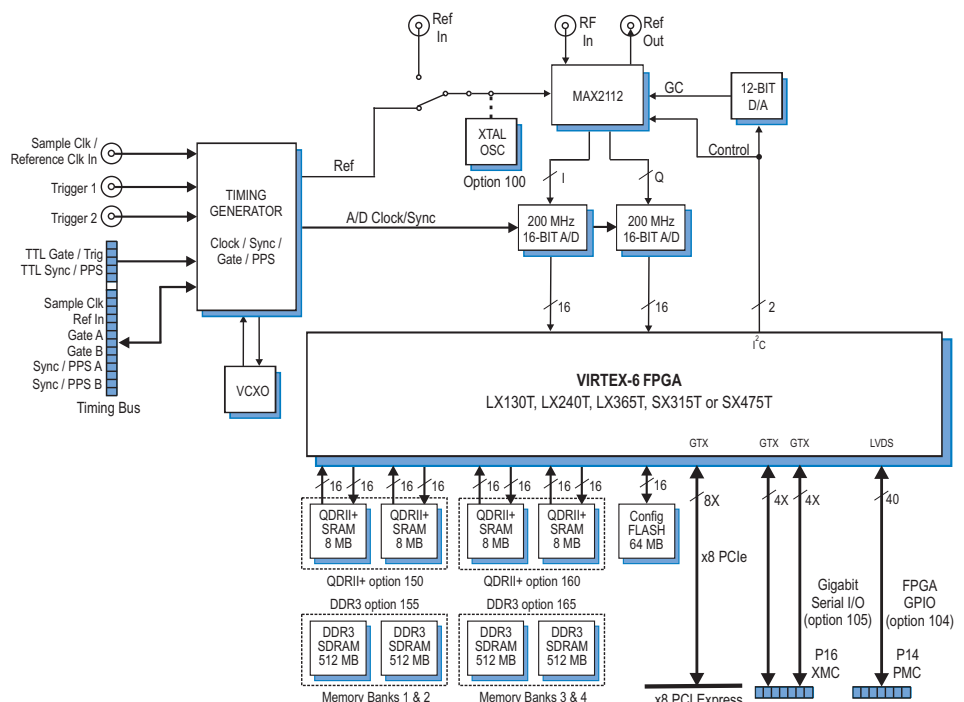 Ref
In
RF
In
Ref
Out
MAX2112
GC
12-BIT
D/A
XTAL
OSC
Option 100
Control
Sample Clk /
Reference Clk In
Trigger 1
Trigger 2
TTL Gate / Trig
TTL Sync / PPS
Sample Clk
Ref In
Gate A
Gate B
Sync / PPS A
Sync / PPS B
Timing Bus
TIMING
GENERATOR
Clock / Sync /
Gate / PPS
VCXO
Ref
A/D Clock/Sync
I
Q
200 MHz
16-BIT A/D
200 MHz
16-BIT A/D
16
16
2
I2C
VIRTEX-6 FPGA
LX130T, LX240T, LX365T, SX315T or SX475T
GTX
GTX
GTX
LVDS
16
16
16
16
16
16
16
16
16
8X
4X
4X
40
QDRII+
SRAM
8 MB
QDRII+
SRAM
8 MB
QDRII+
SRAM
8 MB
QDRII+
SRAM
8 MB
Config
FLASH
64 MB
QDRII+ option 150
QDRII+ option 160
DDR3 option 155
DDR3 option 165
DDR3
SDRAM
512 MB
DDR3
SDRAM
512 MB
DDR3
SDRAM
512 MB
DDR3
SDRAM
512 MB
Memory Banks 1 & 2
Memory Banks 3 & 4
x8 PCIe
x8 PCI Express
Gigabit
Serial I/O
(option 105)
P16
XMC
FPGA
GPIO
(option 104)
P14
PMC